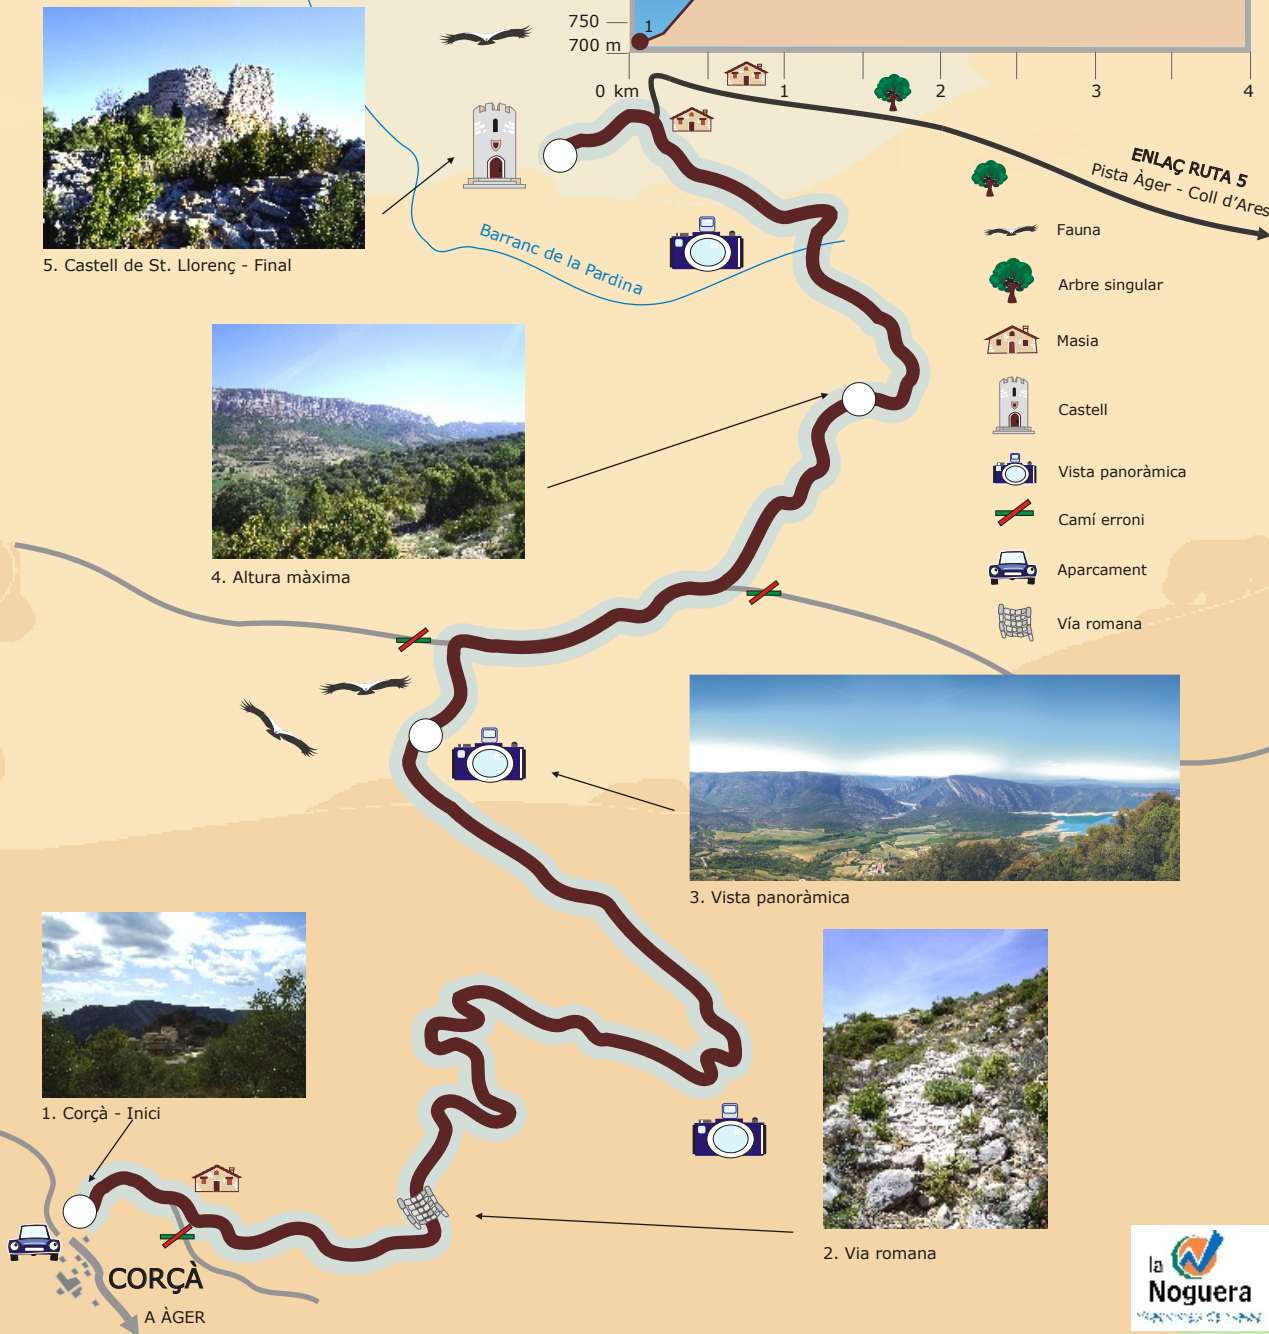 750
700 m
1
0 km
1
2
3
4
ENLAÇ RUTA 5
Pista Àger - Coll d'Ares
Barranc de la Pardina
5. Castell de St. Llorenç - Final
Fauna
Arbre singular
Masia
Castell
Vista panoràmica
Camí erroni
Aparcament
Vía romana
4. Altura màxima
3. Vista panoràmica
1. Corçà - Inici
2. Via romana
CORÇÀ
A ÀGER
la
Noguera